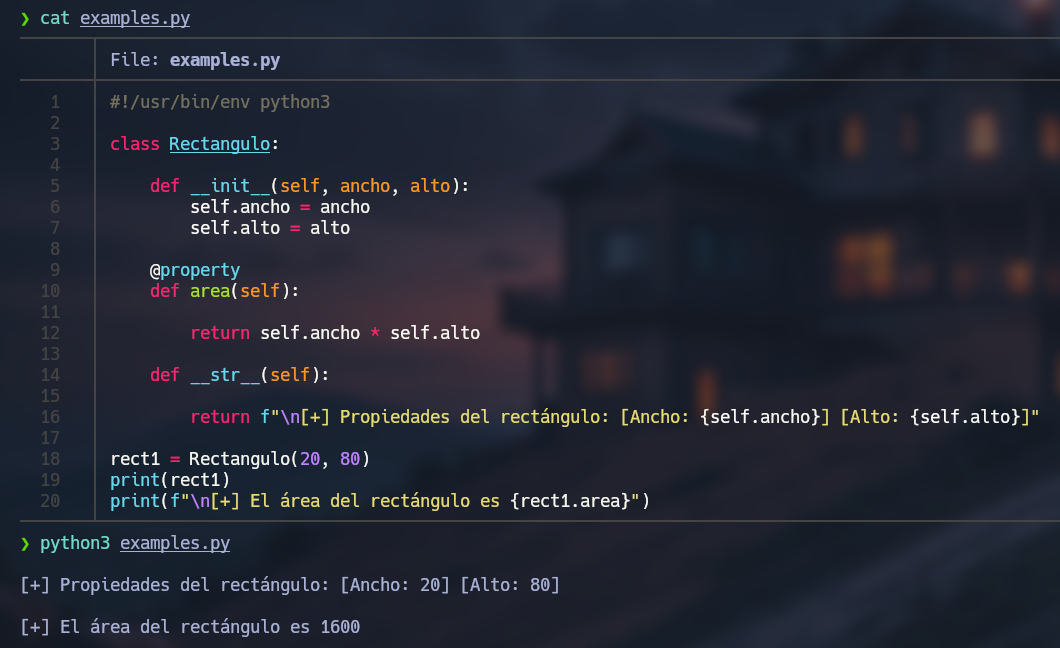 ❯ cat examples.py
File: examples.py
1 #!/usr/bin/env python3
2
3 class Rectangulo:
4
5     def __init__(self, ancho, alto):
6         self.ancho = ancho
7         self.alto = alto
8
9     @property
10     def area(self):
11
12         return self.ancho * self.alto
13
14     def __str__(self):
15
16         return f"\n[+] Propiedades del rectángulo: [Ancho: {self.ancho}] [Alto: {self.alto}]"
17
18 rect1 = Rectangulo(20, 80)
19 print(rect1)
20 print(f"\n[+] El área del rectángulo es {rect1.area}")
❯ python3 examples.py
[+] Propiedades del rectángulo: [Ancho: 20] [Alto: 80]
[+] El área del rectángulo es 1600